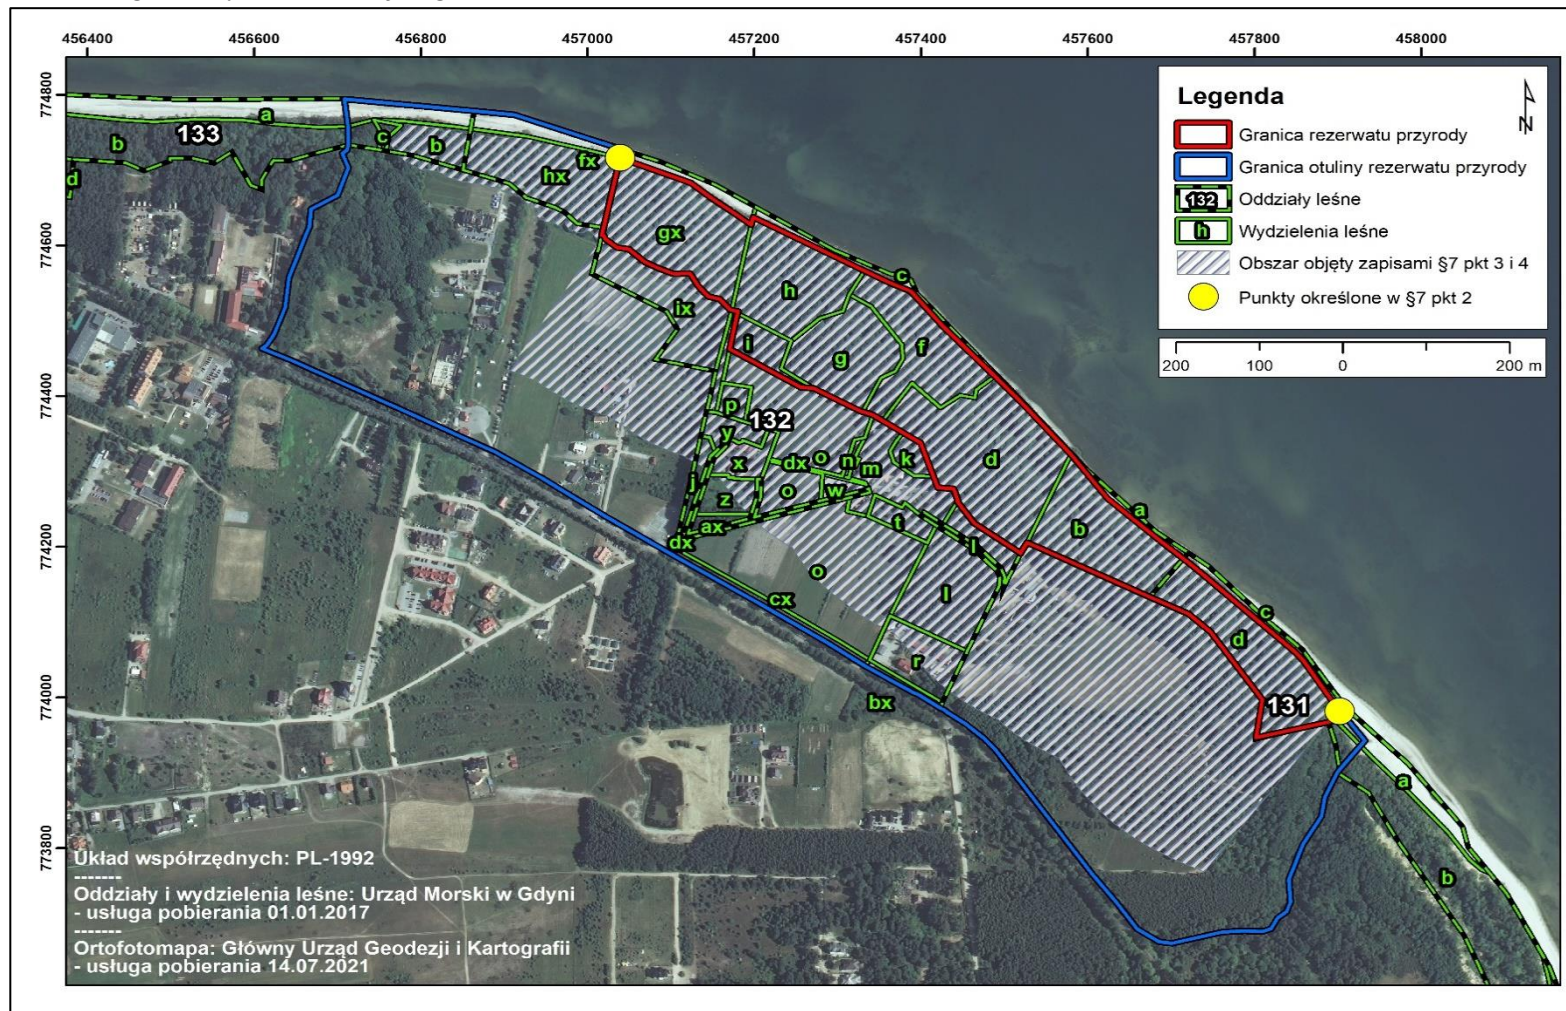 456400 456600 456800 457000 457200 457400 457600 457800 458000
774800
774600
774400
774200
774000
773800
Legenda
N
Granica rezerwatu przyrody
Granica otuliny rezerwatu przyrody
132 Oddziały leśne
h Wydzielenia leśne
Obszar objęty zapisami §7 pkt 3 i 4
Punkty określone w §7 pkt 2
200 100 0 200 m
a
133
b
c
b
fx
d
hx
gx
c
h
ix
i
g
f
p
132
y
o
k
d
x
dx
n
m
j
z
o
w
a
ax
t
b
dx
l
o
l
cx
c
d
r
bx
131
a
b
Układ współrzędnych: PL-1992
-------
Oddziały i wydzielenia leśne: Urząd Morski w Gdyni
- usługa pobierania 01.01.2017
-------
Ortofotomapa: Główny Urząd Geodezji i Kartografii
- usługa pobierania 14.07.2021